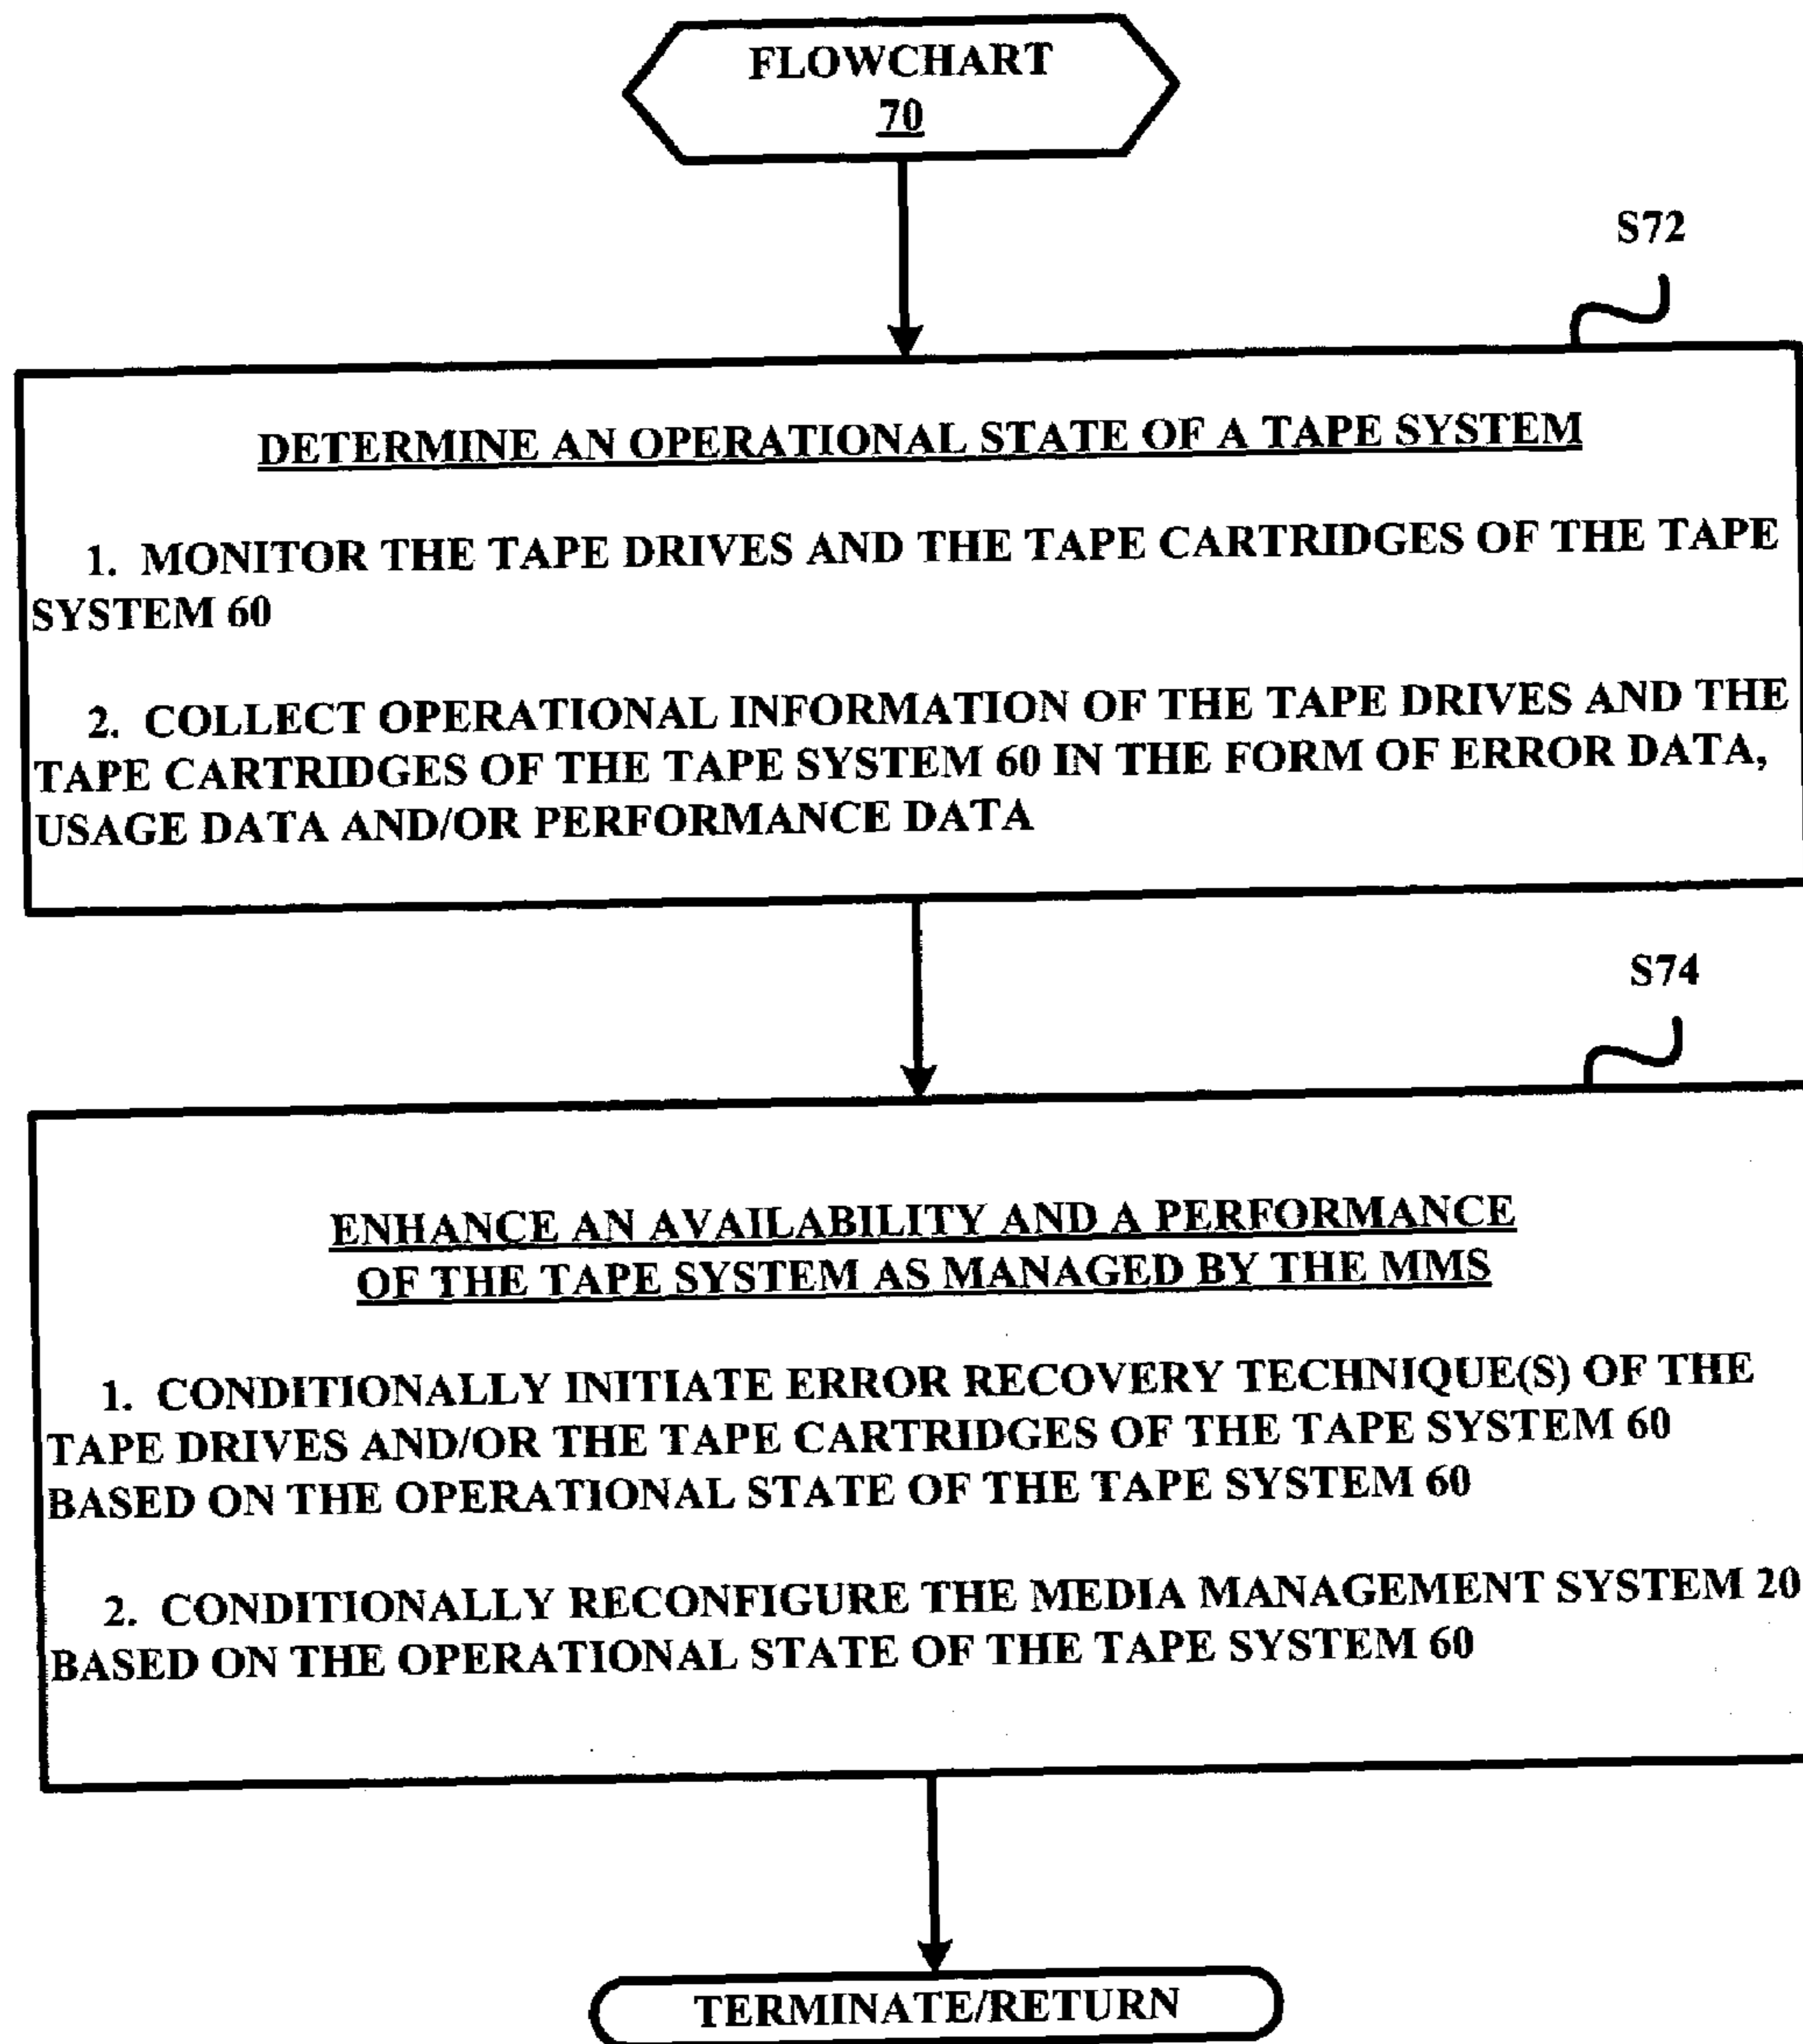 FLOWCHART
70
S72
DETERMINE AN OPERATIONAL STATE OF A TAPE SYSTEM
1. MONITOR THE TAPE DRIVES AND THE TAPE CARTRIDGES OF THE TAPE
SYSTEM 60
2. COLLECT OPERATIONAL INFORMATION OF THE TAPE DRIVES AND THE
TAPE CARTRIDGES OF THE TAPE SYSTEM 60 IN THE FORM OF ERROR DATA,
USAGE DATA AND/OR PERFORMANCE DATA
S74
ENHANCE AN AVAILABILITY AND A PERFORMANCE
OF THE TAPE SYSTEM AS MANAGED BY THE MMS
1. CONDITIONALLY INITIATE ERROR RECOVERY TECHNIQUE(S) OF THE
TAPE DRIVES AND/OR THE TAPE CARTRIDGES OF THE TAPE SYSTEM 60
BASED ON THE OPERATIONAL STATE OF THE TAPE SYSTEM 60
2. CONDITIONALLY RECONFIGURE THE MEDIA MANAGEMENT SYSTEM 20
BASED ON THE OPERATIONAL STATE OF THE TAPE SYSTEM 60
TERMINATE/RETURN